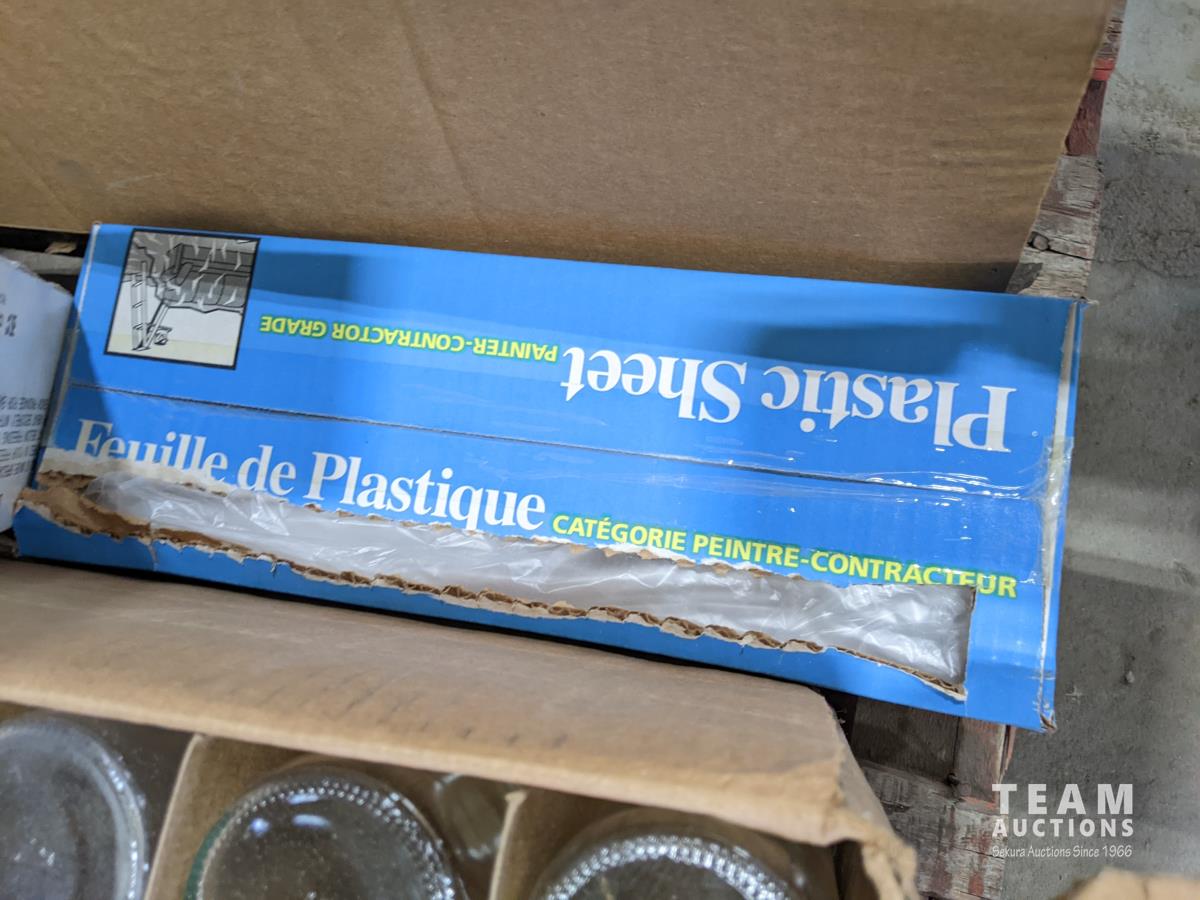 Plastic Sheet PAINTER-CONTRACTOR GRADE
Feuille de Plastique CATÉGORIE PEINTRE-CONTRACTEUR
TEAM
AUCTIONS
Sekura Auctions Since 1966